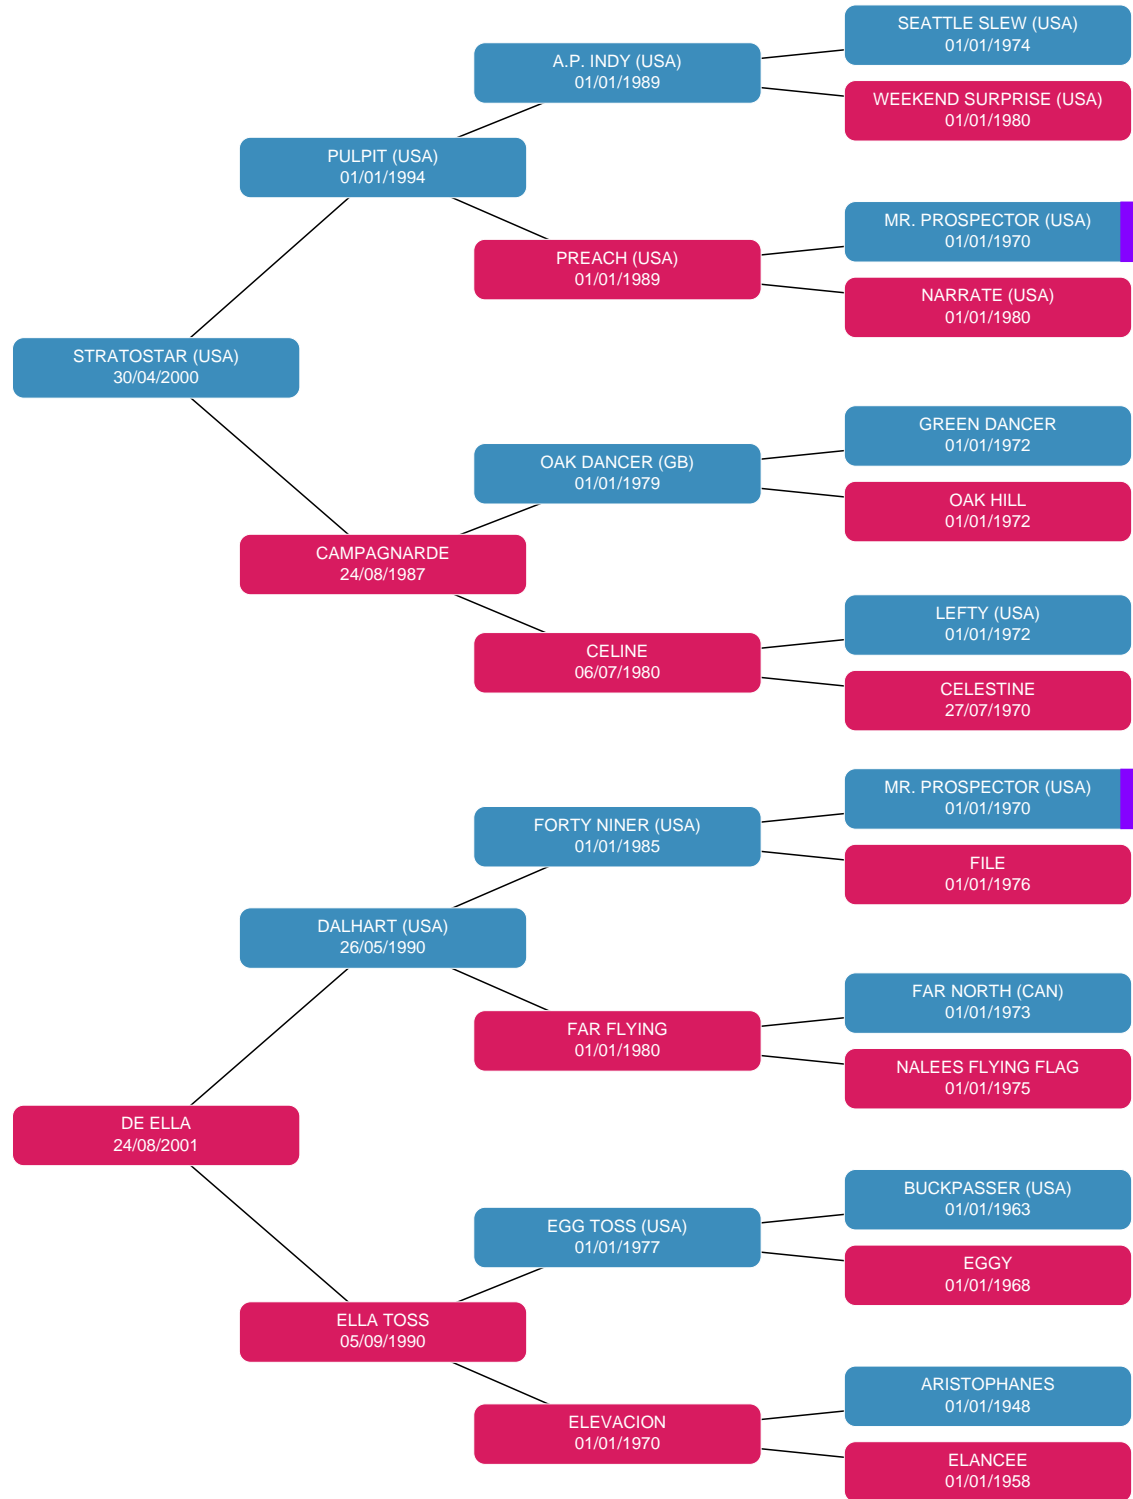 SEATTLE SLEW (USA)
01/01/1974
A.P. INDY (USA)
01/01/1989
WEEKEND SURPRISE (USA)
01/01/1980
PULPIT (USA)
01/01/1994
MR. PROSPECTOR (USA)
01/01/1970
PREACH (USA)
01/01/1989
NARRATE (USA)
01/01/1980
STRATOSTAR (USA)
30/04/2000
GREEN DANCER
01/01/1972
OAK DANCER (GB)
01/01/1979
OAK HILL
01/01/1972
CAMPAGNARDE
24/08/1987
LEFTY (USA)
01/01/1972
CELINE
06/07/1980
CELESTINE
27/07/1970
MR. PROSPECTOR (USA)
01/01/1970
FORTY NINER (USA)
01/01/1985
FILE
01/01/1976
DALHART (USA)
26/05/1990
FAR NORTH (CAN)
01/01/1973
FAR FLYING
01/01/1980
NALEES FLYING FLAG
01/01/1975
DE ELLA
24/08/2001
BUCKPASSER (USA)
01/01/1963
EGG TOSS (USA)
01/01/1977
EGGY
01/01/1968
ELLA TOSS
05/09/1990
ARISTOPHANES
01/01/1948
ELEVACION
01/01/1970
ELANCEE
01/01/1958